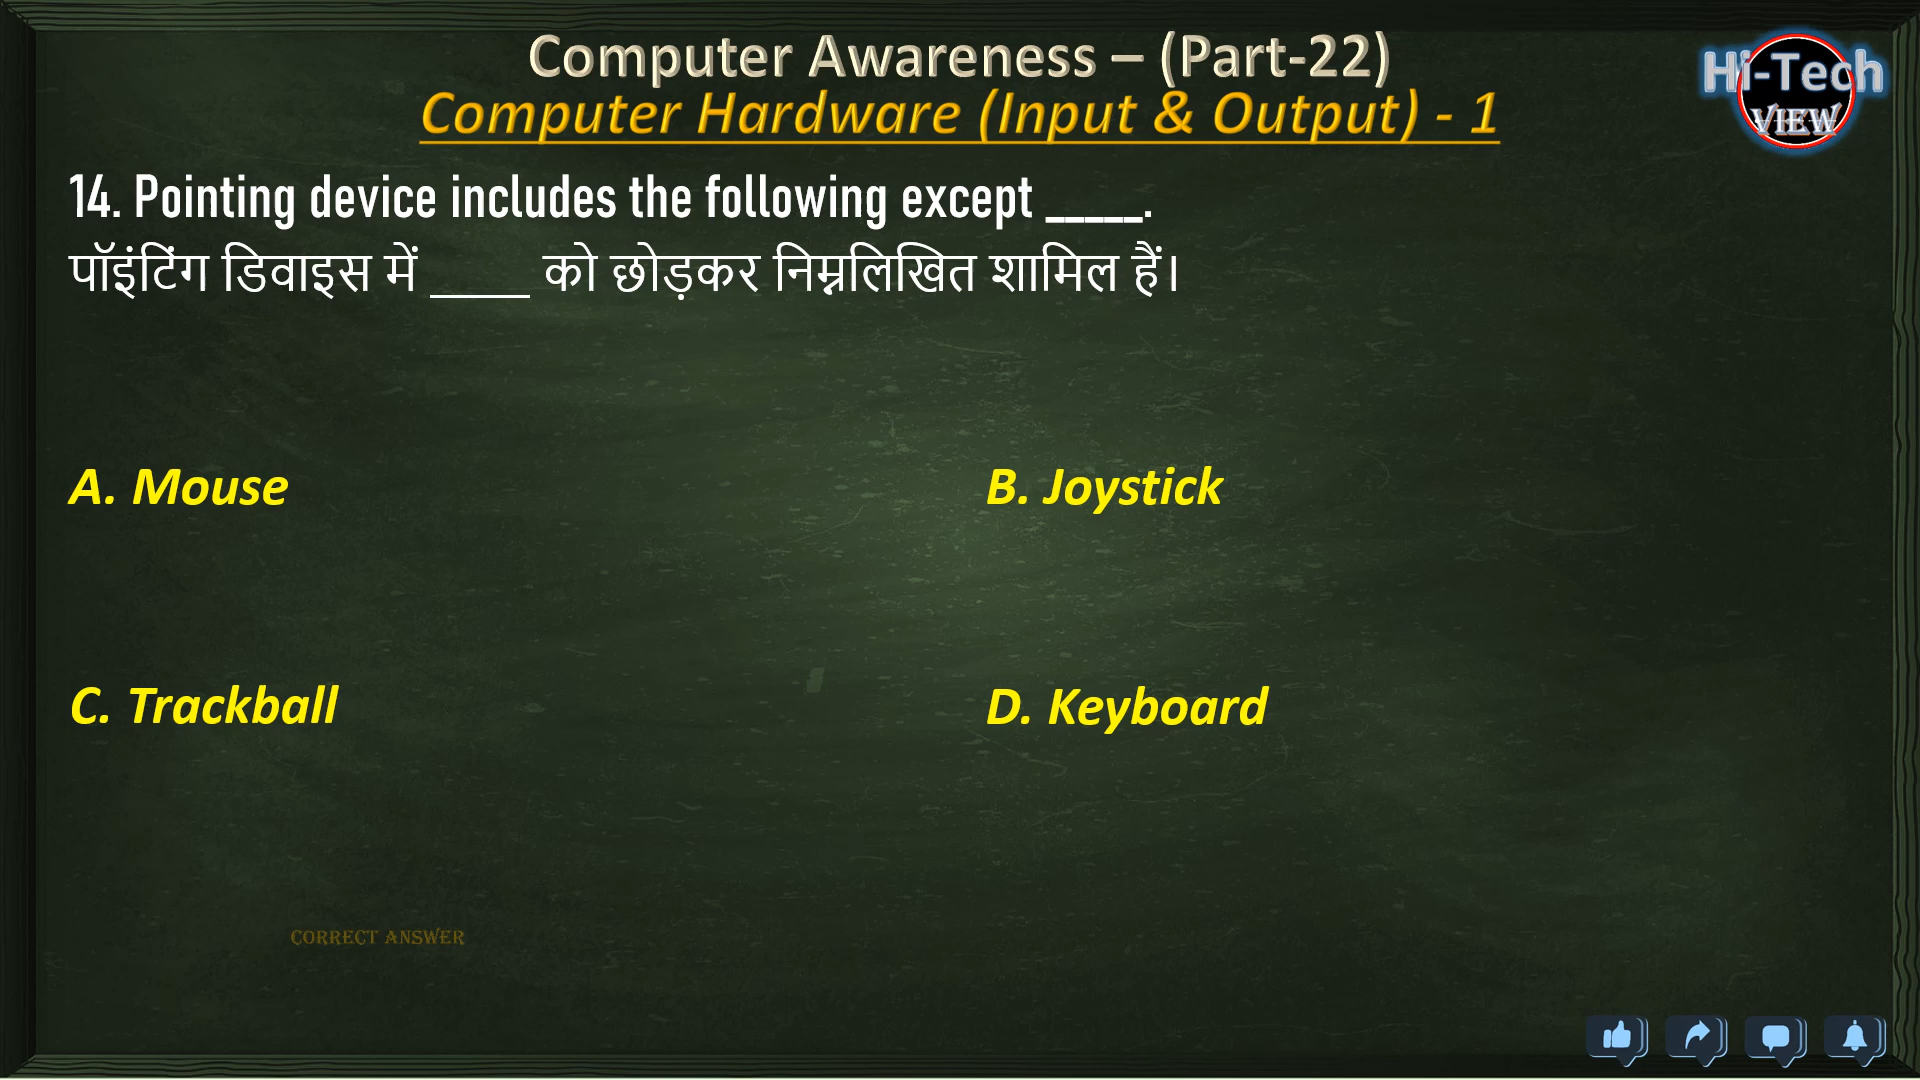 Computer Awareness – (Part-22)
Computer Hardware (Input & Output) - 1
Hi-Tech
VIEW
14. Pointing device includes the following except _____.
पॉइंटिंग डिवाइस में ____ को छोड़कर निम्नलिखित शामिल हैं।
A. Mouse
B. Joystick
C. Trackball
D. Keyboard
CORRECT ANSWER